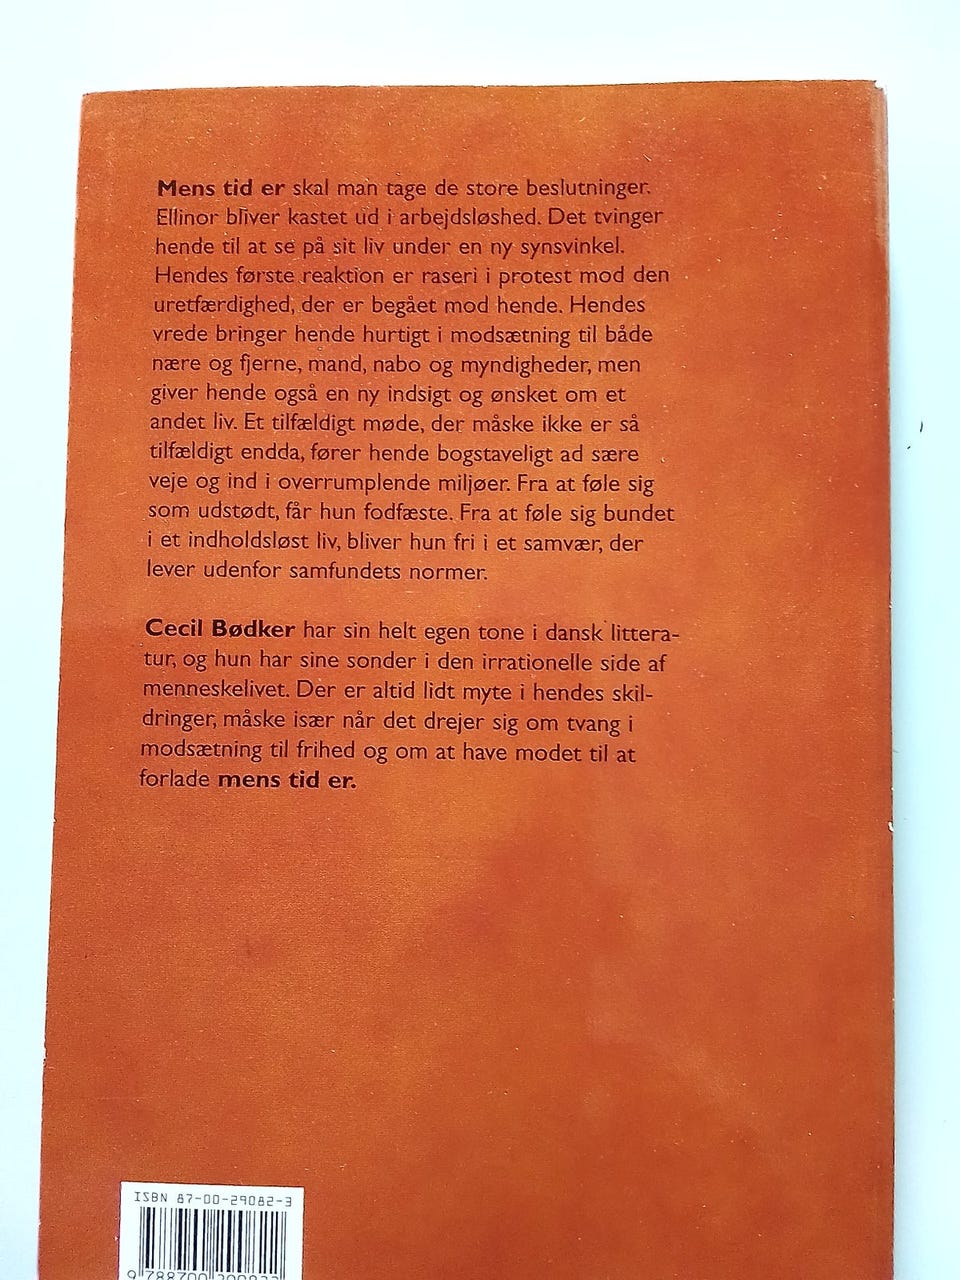 Mens tid er skal man tage de store beslutninger.
Ellinor bliver kastet ud i arbejdsløshed. Det tvinger
hende til at se på sit liv under en ny synsvinkel.
Hendes første reaktion er raseri i protest mod den
uretfærdighed, der er begået mod hende. Hendes
vrede bringer hende hurtigt i modsætning til både
nære og fjerne, mand, nabo og myndigheder, men
giver hende også en ny indsigt og ønsket om et
andet liv. Et tilfældigt møde, der måske ikke er så
tilfældigt endda, fører hende bogstaveligt ad sære
veje og ind i overrumplende miljøer. Fra at føle sig
som udstødt, får hun fodfæste. Fra at føle sig bundet
i et indholdsløst liv, bliver hun fri i et samvær, der
lever udenfor samfundets normer.
Cecil Bødker har sin helt egen tone i dansk littera-
tur, og hun har sine sonder i den irrationelle side af
menneskelivet. Der er altid lidt myte i hendes skil-
dringer, måske især når det drejer sig om tvang i
modsætning til frihed og om at have modet til at
forlade mens tid er.
ISBN 87-00-29082-3
9 788700